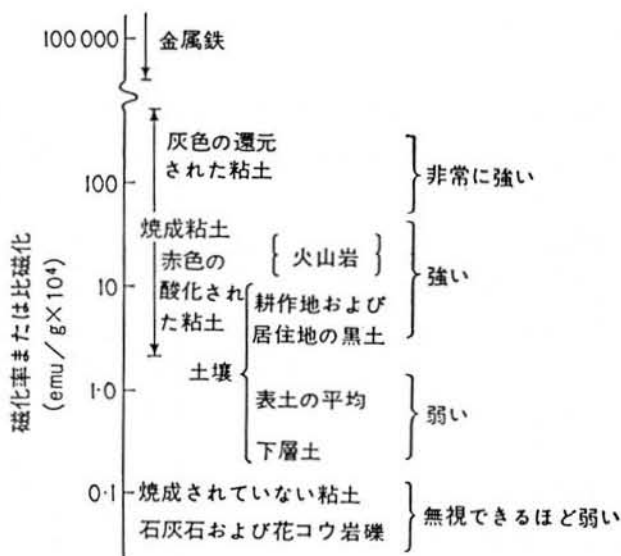 100 000
金属鉄
灰色の還元
された粘土
非常に強い
100
焼成粘土
赤色の
酸化され
た粘土
火山岩
強い
10
耕作地および
居住地の黒土
土壌
1·0
表土の平均
弱い
下層土
0·1
焼成されていない粘土
石灰石および花コウ岩礫
無視できるほど弱い
磁化率または比磁化
(emu/g×10⁴)